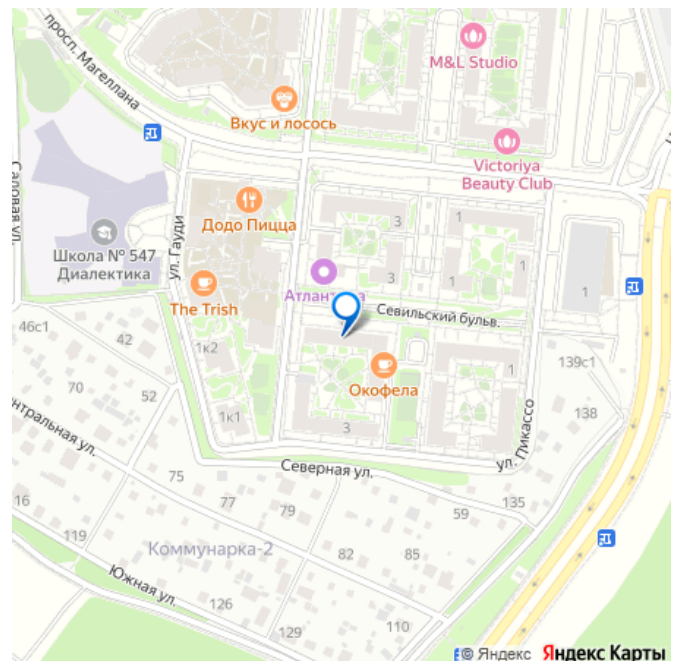 просп. Магеллана
M&L Studio
Вкус и лосось
Victoriya
Beauty Club
Садовая ул.
Додо Пицца
3
1
Школа № 547
Диалектика
ул. Гауди
3
1
1
The Trish
Севильский бульв.
46с1
42
1к2
Окофела
1
139с1
70
52
138
1к1
3
ул. Пикассо
Северная ул.
75
16
77
79
59
135
119
Коммунарка-2
82
85
Южная ул.
126
129
110
© Яндекс Яндекс Карты